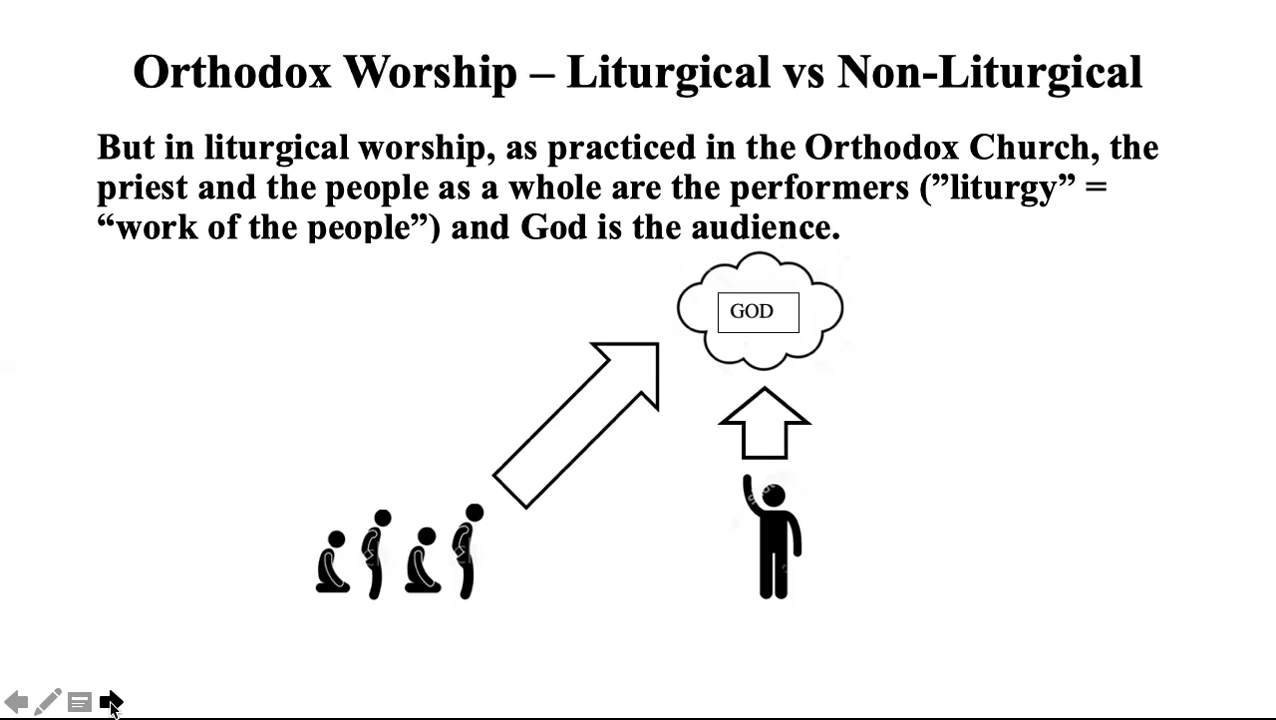 Orthodox Worship – Liturgical vs Non-Liturgical
But in liturgical worship, as practiced in the Orthodox Church, the
priest and the people as a whole are the performers (”liturgy” =
“work of the people”) and God is the audience.
GOD